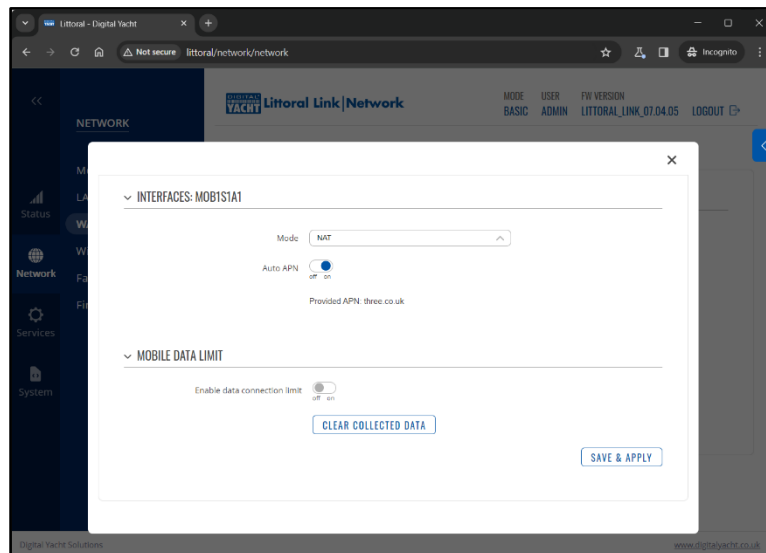 Littoral - Digital Yacht
Not secure littoral/network/network
Incognito
DIGITAL YACHT Littoral Link|Network
MODE
BASIC
USER
ADMIN
FW VERSION
LITTORAL_LINK_07.04.05
LOGOUT
NETWORK
Status
Network
Services
System
LA
Wi
Fa
INTERFACES: MOB1S1A1
Mode NAT
Auto APN
off on
Provided APN: three.co.uk
MOBILE DATA LIMIT
Enable data connection limit
off on
CLEAR COLLECTED DATA
SAVE & APPLY
Digital Yacht Solutions
www.digitalyacht.co.uk